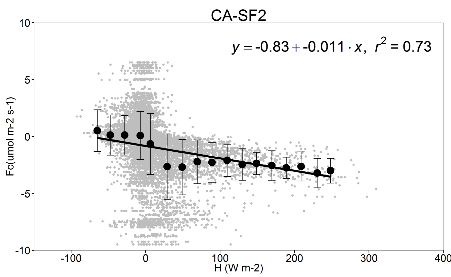 CA-SF2
y = -0.83 + -0.011 · x, r² = 0.73
Fc(umol m-2 s-1)
10
5
0
-5
-10
-100 0 100 200 300 400
H (W m-2)